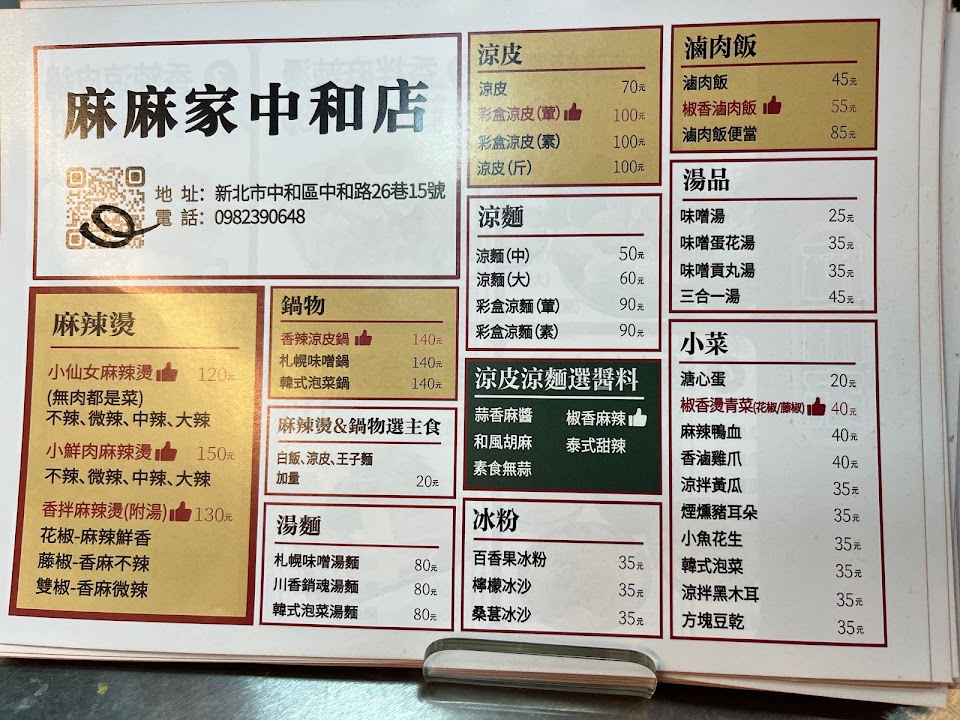 麻麻家中和店
地 址: 新北市中和區中和路26巷15號
電 話: 0982390648
麻辣燙
小仙女麻辣燙 120元
(無肉都是菜)
不辣、微辣、中辣、大辣
小鮮肉麻辣燙 150元
不辣、微辣、中辣、大辣
香拌麻辣燙(附湯) 130元
花椒-麻辣鮮香
藤椒-香麻不辣
雙椒-香麻微辣
鍋物
香辣涼皮鍋 140元
札幌味噌鍋 140元
韓式泡菜鍋 140元
麻辣燙&鍋物選主食
白飯、涼皮、王子麵
加量 20元
湯麵
札幌味噌湯麵 80元
川香銷魂湯麵 80元
韓式泡菜湯麵 80元
涼皮
涼皮 70元
彩盒涼皮(葷) 100元
彩盒涼皮(素) 100元
涼皮(斤) 100元
涼麵
涼麵(中) 50元
涼麵(大) 60元
彩盒涼麵(葷) 90元
彩盒涼麵(素) 90元
涼皮涼麵選醬料
蒜香麻醬 椒香麻辣
和風胡麻 泰式甜辣
素食無蒜
冰粉
百香果冰粉 35元
檸檬冰沙 35元
桑葚冰沙 35元
滷肉飯
滷肉飯 45元
椒香滷肉飯 55元
滷肉飯便當 85元
湯品
味噌湯 25元
味噌蛋花湯 35元
味噌貢丸湯 35元
三合一湯 45元
小菜
溏心蛋 20元
椒香燙青菜(花椒/藤椒) 40元
麻辣鴨血 40元
香滷雞爪 40元
涼拌黃瓜 35元
煙燻豬耳朵 35元
小魚花生 35元
韓式泡菜 35元
涼拌黑木耳 35元
方塊豆乾 35元